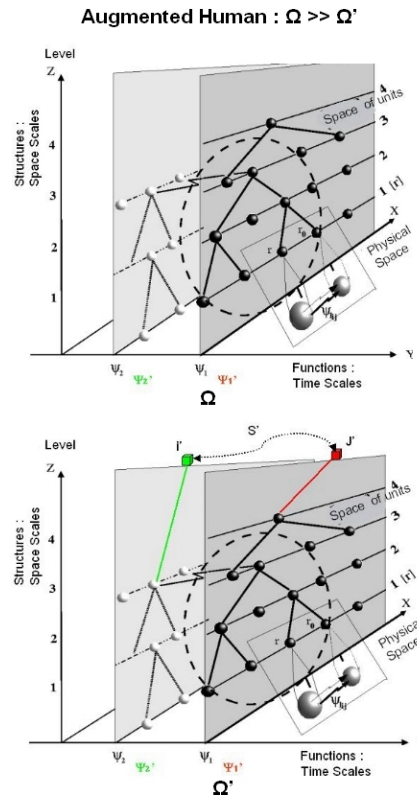 Augmented Human : Ω >> Ω’
Level
Z
Structures :
Space Scales
4
3
2
1
4
Space of units
3
2
1 [r]
X
Physical
Space
r0
r
ψij
ψ2
ψ1
Y
Ψ2’
Ψ1’
Functions :
Time Scales
Ω
I’
S’
J’
Level
Z
Structures :
Space Scales
4
3
2
1
4
Space of units
3
2
1 [r]
X
Physical
Space
r0
r
ψij
ψ2
ψ1
Ψ2’
Ψ1’
Functions :
Time Scales
Ω’